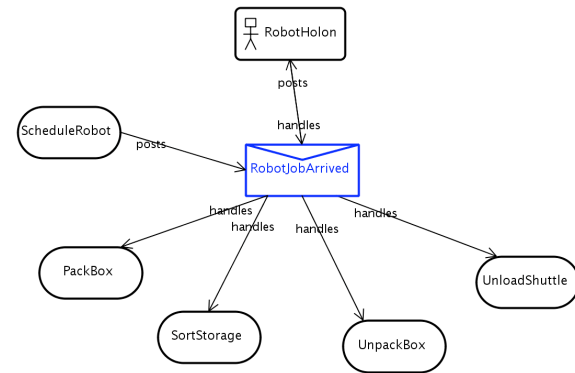 RobotHolon
posts
handles
ScheduleRobot
posts
RobotJobArrived
handles
handles
handles
handles
PackBox
UnloadShuttle
SortStorage
UnpackBox